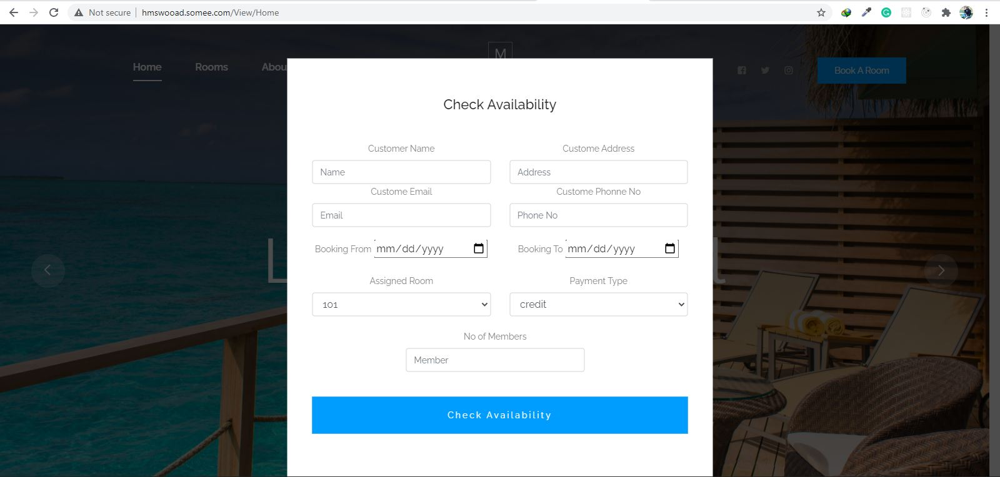 Not secure | hmswooad.somee.com/View/Home
M
Home Rooms Abou
Book A Room
Check Availability
Customer Name Custome Address
Name Address
Custome Email Custome Phonne No
Email Phone No
Booking From mm/dd/yyyy Booking To mm/dd/yyyy
Assigned Room Payment Type
101 credit
No of Members
Member
Check Availability